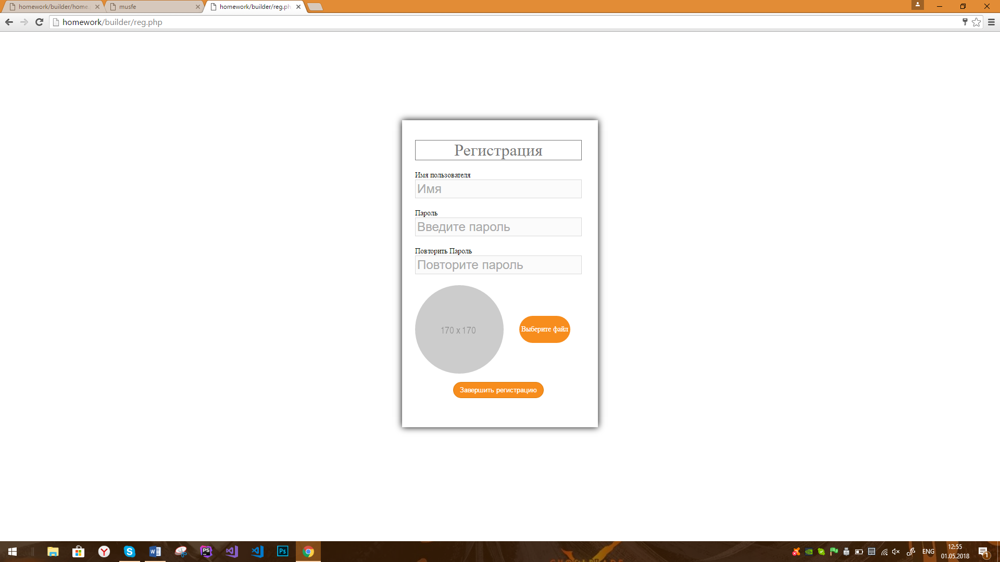 homework/builder/home.
musfe
homework/builder/reg.ph
homework/builder/reg.php
Регистрация
Имя пользователя
Имя
Пароль
Введите пароль
Повторить Пароль
Повторите пароль
170 x 170
Выберите файл
Завершить регистрацию
ENG
12:55
01.05.2018
1